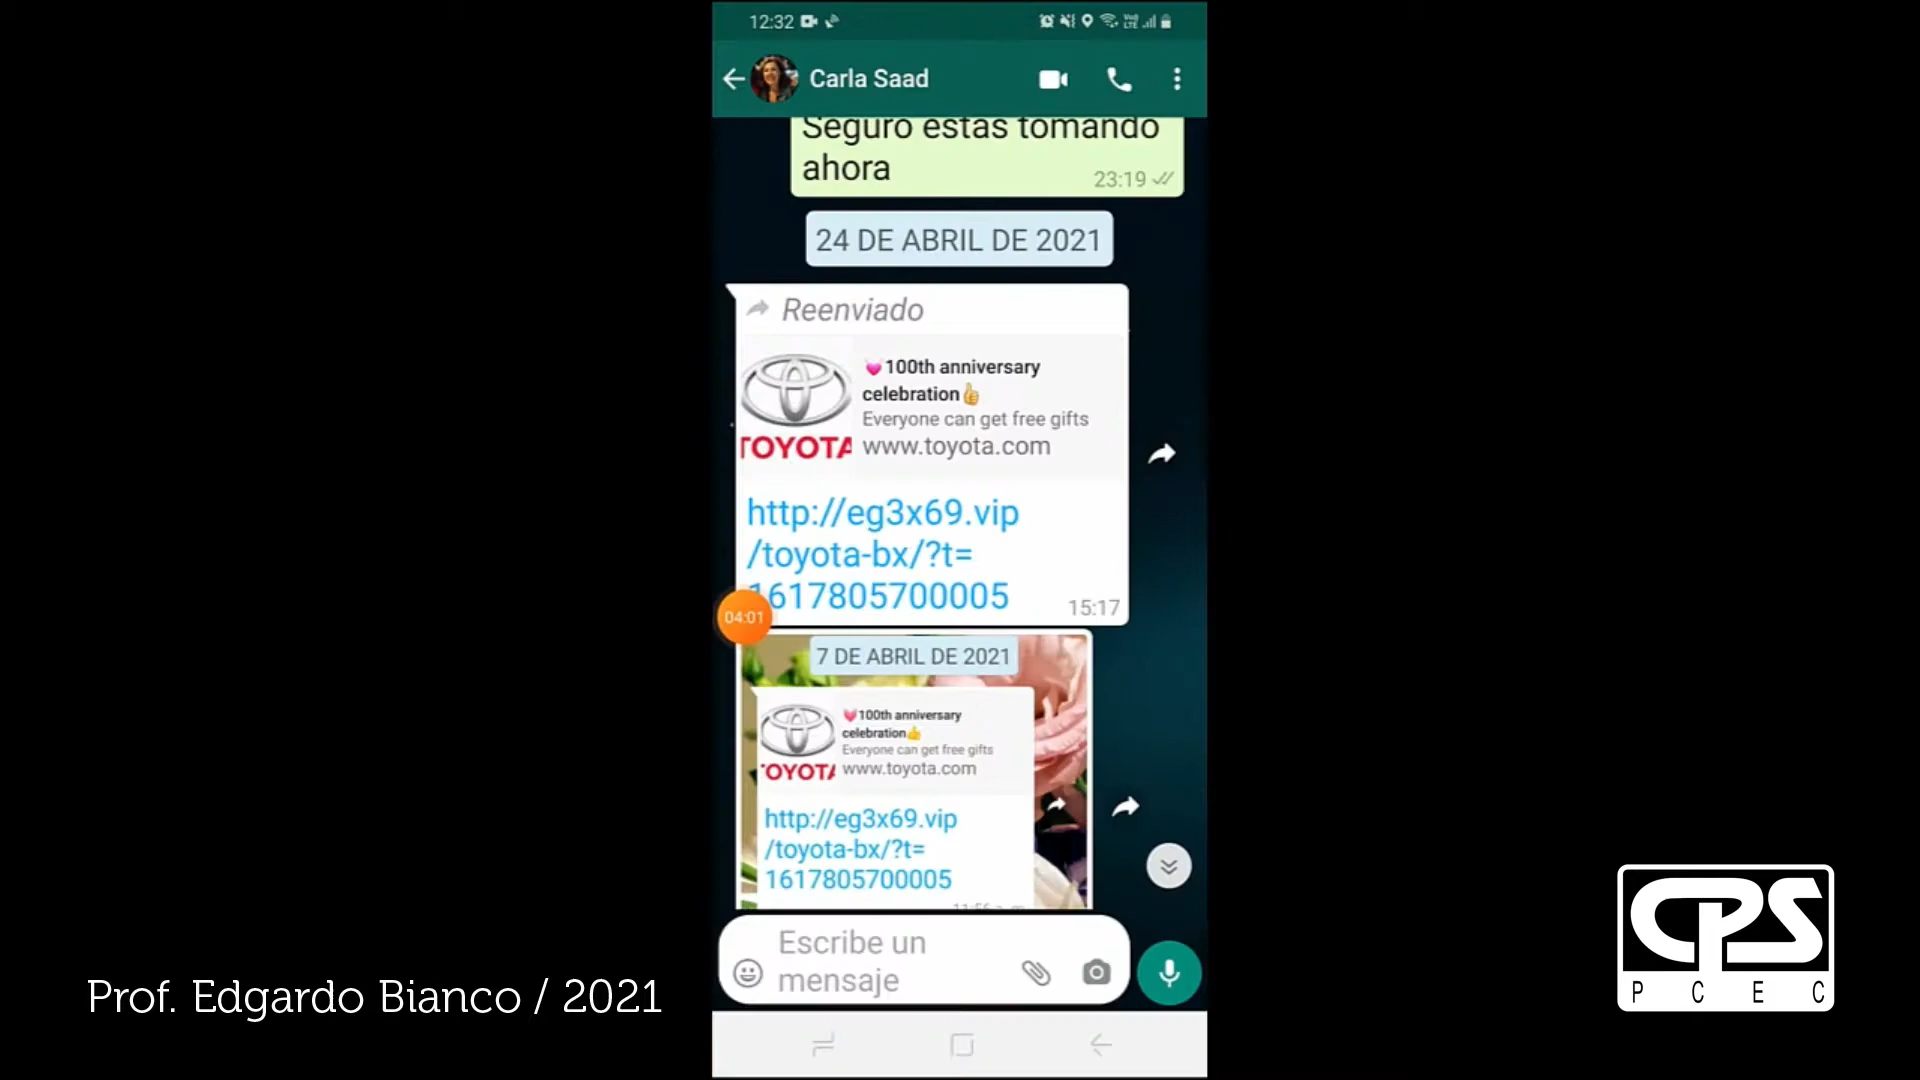 12:32
Carla Saad
Seguro estas tomando
ahora
23:19
24 DE ABRIL DE 2021
Reenviado
💓100th anniversary
celebration👍
Everyone can get free gifts
www.toyota.com
TOYOTA
http://eg3x69.vip
/toyota-bx/?t=
1617805700005
15:17
04:01
7 DE ABRIL DE 2021
💓100th anniversary
celebration👍
Everyone can get free gifts
www.toyota.com
TOYOTA
http://eg3x69.vip
/toyota-bx/?t=
1617805700005
Escribe un
mensaje
Prof. Edgardo Bianco / 2021
CPS
P C E C